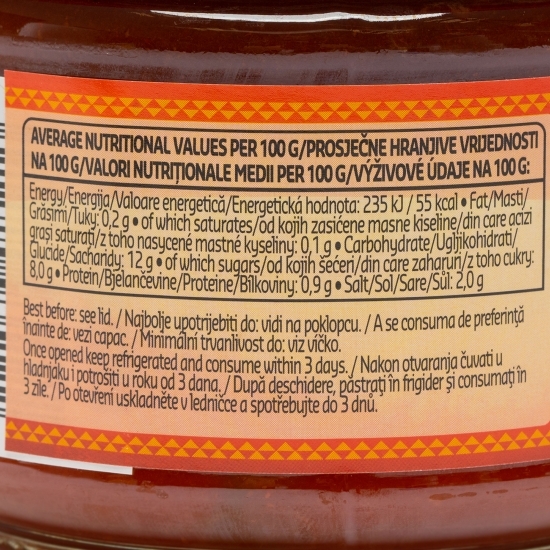 AVERAGE NUTRITIONAL VALUES PER 100 G/PROSJEČNE HRANJIVE VRIJEDNOSTI
NA 100 G/VALORI NUTRIȚIONALE MEDII PER 100 G/VÝŽIVOVÉ ÚDAJE NA 100 G:
Energy/Energija/Valoare energetică/Energetická hodnota: 235 kJ / 55 kcal • Fat/Masti/
Grăsimi/Tuky: 0,2 g • of which saturates/od kojih zasićene masne kiseline/din care acizi
grași saturați/z toho nasycené mastné kyseliny: 0,1 g • Carbohydrate/Ugljikohidrati/
Glucide/Sacharidy: 12 g • of which sugars/od kojih šećeri/din care zaharuri/z toho cukry:
8,0 g • Protein/Bjelančevine/Proteine/Bílkoviny: 0,9 g • Salt/Sol/Sare/Sůl: 2,0 g
Best before: see lid. / Najbolje upotrijebiti do: vidi na poklopcu. / A se consuma de preferință
înainte de: vezi capac. / Minimální trvanlivost do: viz víčko.
Once opened keep refrigerated and consume within 3 days. / Nakon otvaranja čuvati u
hladnjaku i potrošiti u roku od 3 dana. / După deschidere, păstrați în frigider și consumați în
3 zile. / Po otevření uskladněte v ledničce a spotřebujte do 3 dnů.